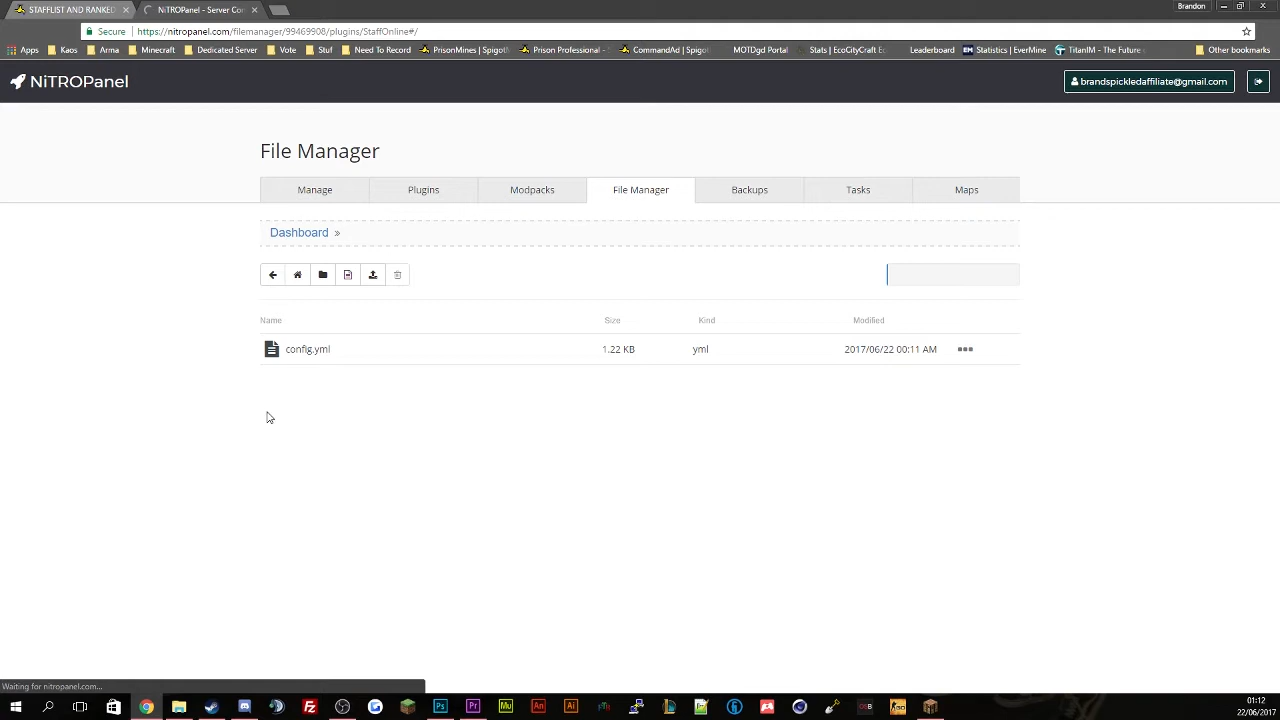 STAFFLIST AND RANKED
NiTROPanel - Server Con
Brandon
Secure
https://nitropanel.com/filemanager/99469908/plugins/StaffOnline#/
Apps
Kaos
Arma
Minecraft
Dedicated Server
Vote
Stuf
Need To Record
PrisonMines | Spigot
Prison Professional -
CommandAd | Spigo
MOTDgd Portal
Stats | EcoCityCraft E
Leaderboard
Statistics | EverMine
TitanIM – The Future
Other bookmarks
NiTROPanel
brandspickledaffiliate@gmail.com
File Manager
Manage
Plugins
Modpacks
File Manager
Backups
Tasks
Maps
Dashboard »
Name
Size
Kind
Modified
config.yml
1.22 KB
yml
2017/06/22 00:11 AM
Waiting for nitropanel.com...
01:12
22/06/2017